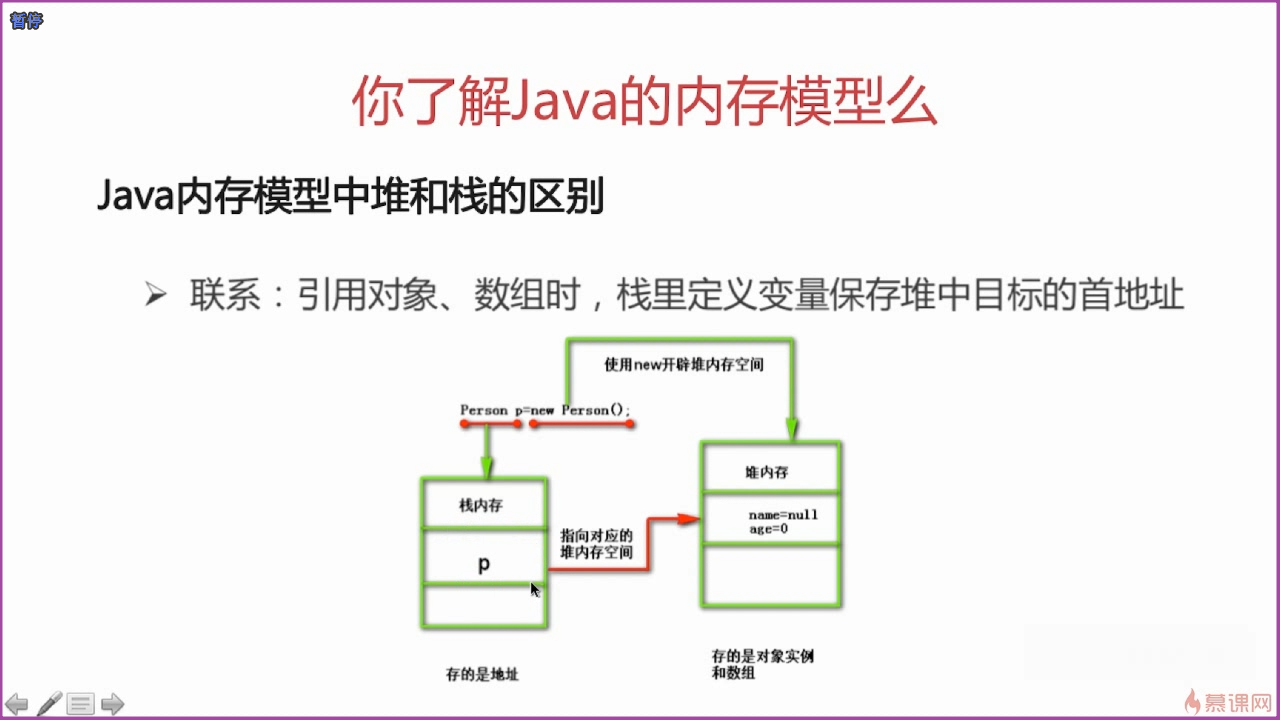 暂停
你了解Java的内存模型么
Java内存模型中堆和栈的区别
➢ 联系：引用对象、数组时，栈里定义变量保存堆中目标的首地址
使用new开辟堆内存空间
Person p=new Person();
堆内存
栈内存
name=null
age=0
指向对应的
堆内存空间
p
存的是对象实例
和数组
存的是地址
慕课网